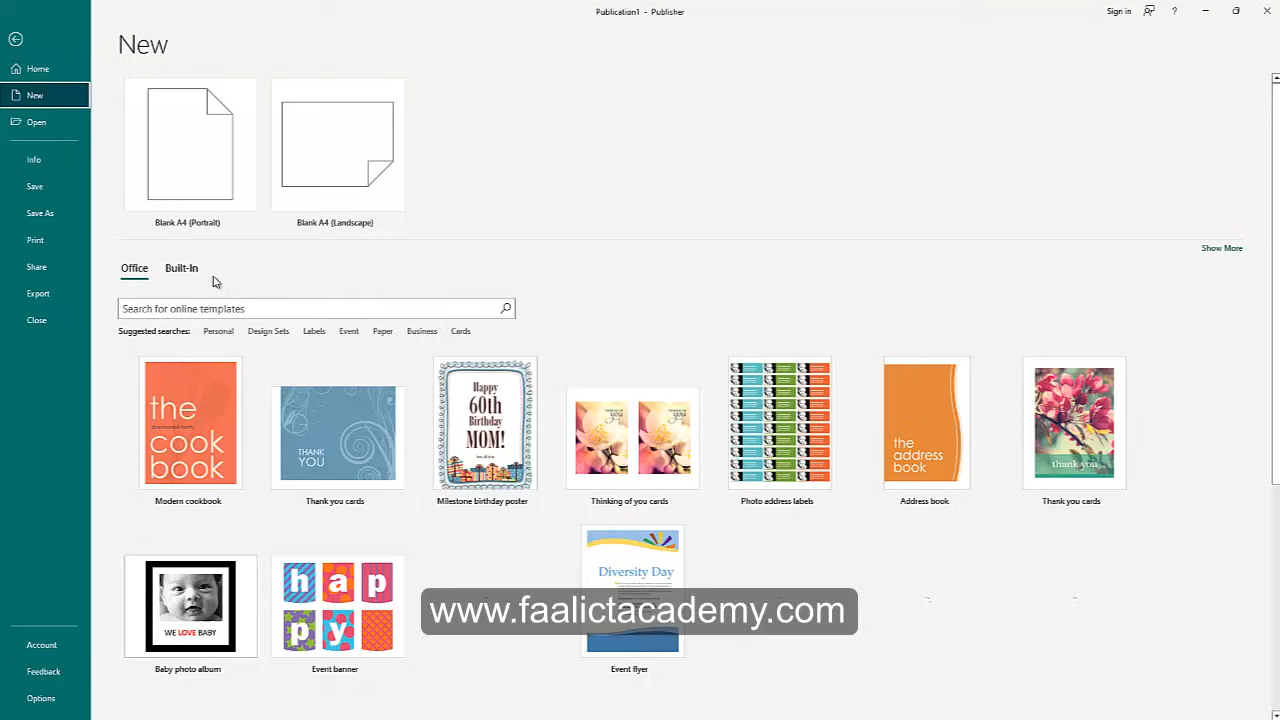 Publication1 - Publisher
Sign in
?
New
Home
New
Open
Info
Save
Save As
Print
Share
Export
Close
Account
Feedback
Options
Blank A4 (Portrait)
Blank A4 (Landscape)
Show More
Office
Built-In
Search for online templates
Suggested searches:
Personal
Design Sets
Labels
Event
Paper
Business
Cards
the
cook
book
Modern cookbook
THANK
YOU
Thank you cards
Happy
60th
Birthday
MOM!
Milestone birthday poster
Thinking of you cards
Photo address labels
the
address
book
Address book
thank you
Thank you cards
WE LOVE BABY
Baby photo album
h a p
p y
Event banner
Diversity Day
Event flyer
www.faalictacademy.com